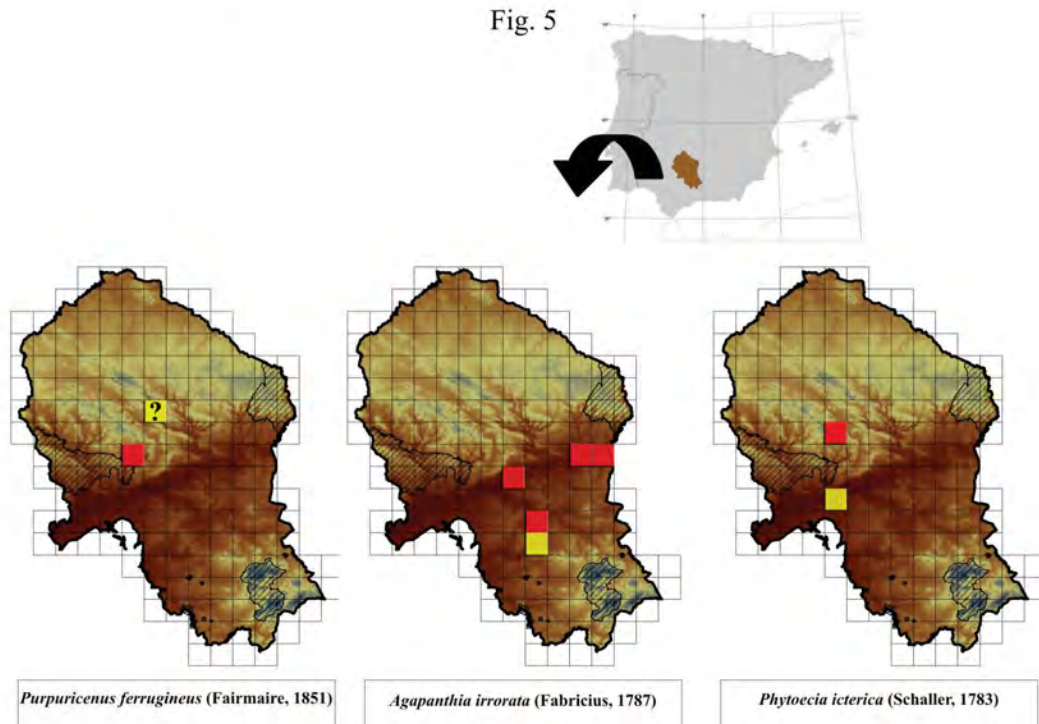 Fig. 5
?
Purpuricenus ferrugineus (Fairmaire, 1851)
Agapanthia irrorata (Fabricius, 1787)
Phytoecia icterica (Schaller, 1783)